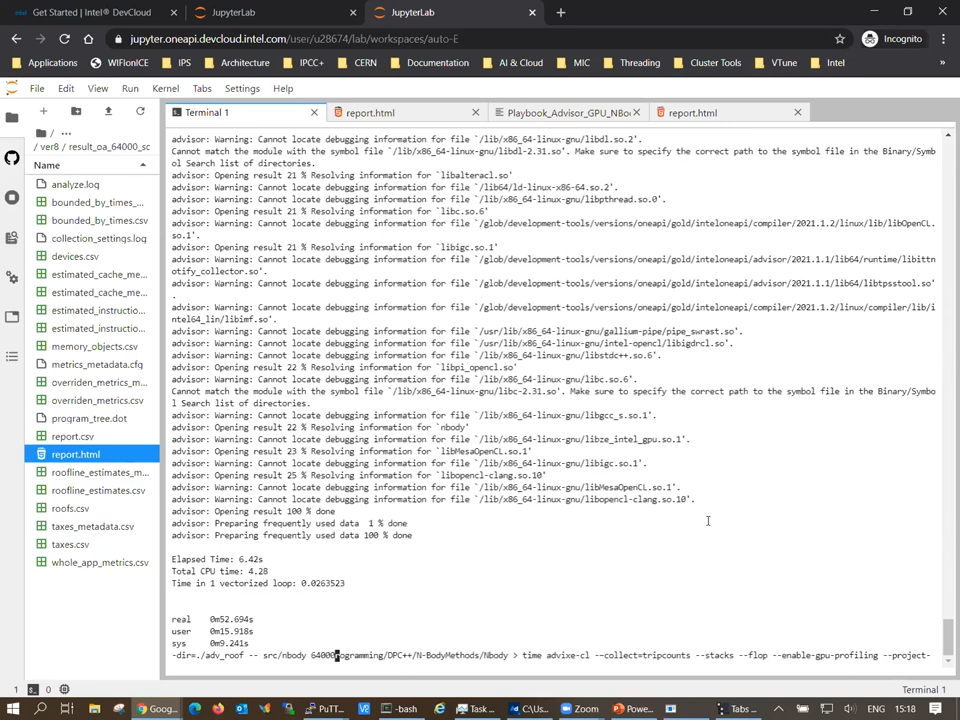 Get Started | Intel® DevCloud
JupyterLab
JupyterLab
jupyter.oneapi.devcloud.intel.com/user/u28674/lab/workspaces/auto-E
Incognito
Applications
WIFIonICE
IPS
Architecture
IPCC+
CERN
Documentation
AI & Cloud
MIC
Threading
Cluster Tools
VTune
Intel
File
Edit
View
Run
Kernel
Tabs
Settings
Help
Terminal 1
report.html
Playbook_Advisor_GPU_NBo
report.html
/ ···
/ ver8 / result_oa_64000_sc
Name
analyze.log
bounded_by_times_...
bounded_by_times.csv
collection_settings.log
devices.csv
estimated_cache_me...
estimated_cache_me...
estimated_instructio...
estimated_instructio...
memory_objects.csv
metrics_metadata.cfg
overriden_metrics_m...
overriden_metrics.csv
program_tree.dot
report.csv
report.html
roofline_estimates_m...
roofline_estimates.csv
roofs.csv
taxes_metadata.csv
taxes.csv
whole_app_metrics.csv
advisor: Warning: Cannot locate debugging information for file `/lib/x86_64-linux-gnu/libdl.so.2'.
Cannot match the module with the symbol file `/lib/x86_64-linux-gnu/libdl-2.31.so'. Make sure to specify the correct path to the symbol file in the Binary/Symbo
l Search list of directories.
advisor: Opening result 21 % Resolving information for `libalteracl.so'
advisor: Warning: Cannot locate debugging information for file `/lib64/ld-linux-x86-64.so.2'.
advisor: Warning: Cannot locate debugging information for file `/lib/x86_64-linux-gnu/libpthread.so.0'.
advisor: Opening result 21 % Resolving information for `libc.so.6'
advisor: Warning: Cannot locate debugging information for file `/glob/development-tools/versions/oneapi/gold/inteloneapi/compiler/2021.1.2/linux/lib/libOpenCL.
so.1'.
advisor: Opening result 21 % Resolving information for `libigc.so.1'
advisor: Warning: Cannot locate debugging information for file `/glob/development-tools/versions/oneapi/gold/inteloneapi/advisor/2021.1.1/lib64/runtime/libittn
otify_collector.so'.
advisor: Warning: Cannot locate debugging information for file `/glob/development-tools/versions/oneapi/gold/inteloneapi/advisor/2021.1.1/lib64/libtpsstool.so'
.
advisor: Warning: Cannot locate debugging information for file `/glob/development-tools/versions/oneapi/gold/inteloneapi/compiler/2021.1.2/linux/compiler/lib/i
ntel64_lin/libimf.so'.
advisor: Warning: Cannot locate debugging information for file `/usr/lib/x86_64-linux-gnu/gallium-pipe/pipe_swrast.so'.
advisor: Warning: Cannot locate debugging information for file `/usr/lib/x86_64-linux-gnu/intel-opencl/libigdrcl.so'.
advisor: Warning: Cannot locate debugging information for file `/usr/lib/x86_64-linux-gnu/libstdc++.so.6'.
advisor: Opening result 22 % Resolving information for `libpi_opencl.so'
advisor: Warning: Cannot locate debugging information for file `/lib/x86_64-linux-gnu/libc.so.6'.
Cannot match the module with the symbol file `/lib/x86_64-linux-gnu/libc-2.31.so'. Make sure to specify the correct path to the symbol file in the Binary/Symbo
l Search list of directories.
advisor: Warning: Cannot locate debugging information for file `/lib/x86_64-linux-gnu/libgcc_s.so.1'.
advisor: Opening result 22 % Resolving information for `nbody'
advisor: Warning: Cannot locate debugging information for file `/usr/lib/x86_64-linux-gnu/libze_intel_gpu.so.1'.
advisor: Opening result 23 % Resolving information for `libMesaOpenCL.so.1'
advisor: Warning: Cannot locate debugging information for file `/usr/lib/x86_64-linux-gnu/libigc.so.1'.
advisor: Opening result 25 % Resolving information for `libopencl-clang.so.10'
advisor: Warning: Cannot locate debugging information for file `/usr/lib/x86_64-linux-gnu/libMesaOpenCL.so.1'.
advisor: Warning: Cannot locate debugging information for file `/usr/lib/x86_64-linux-gnu/libopencl-clang.so.10'.
advisor: Opening result 100 % done
advisor: Preparing frequently used data  1 % done
advisor: Preparing frequently used data 100 % done
Elapsed Time: 6.42s
Total CPU time: 4.28
Time in 1 vectorized loop: 0.0263523
real 0m52.694s
user 0m15.918s
sys 0m9.241s
-dir=./adv_roof -- src/nbody 64000rogramming/DPC++/N-BodyMethods/Nbody > time advixe-cl --collect=tripcounts --stacks --flop --enable-gpu-profiling --project-
1
0
Terminal 1
Goog...
PuTT...
-bash
Task ...
C:\Us...
Zoom
Powe...
Tabs ...
ENG
15:18